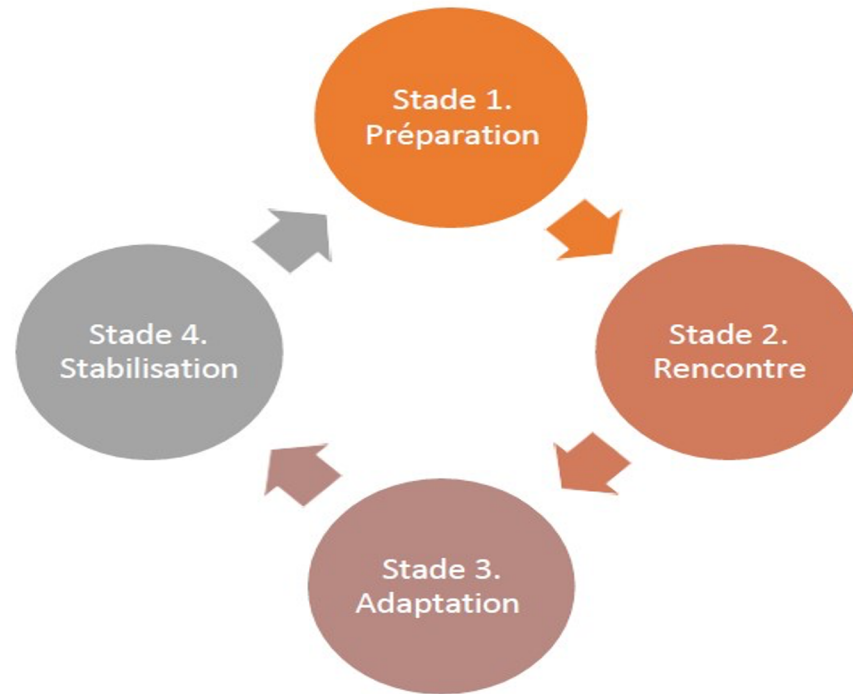 Stade 1.
Préparation
Stade 2.
Rencontre
Stade 3.
Adaptation
Stade 4.
Stabilisation